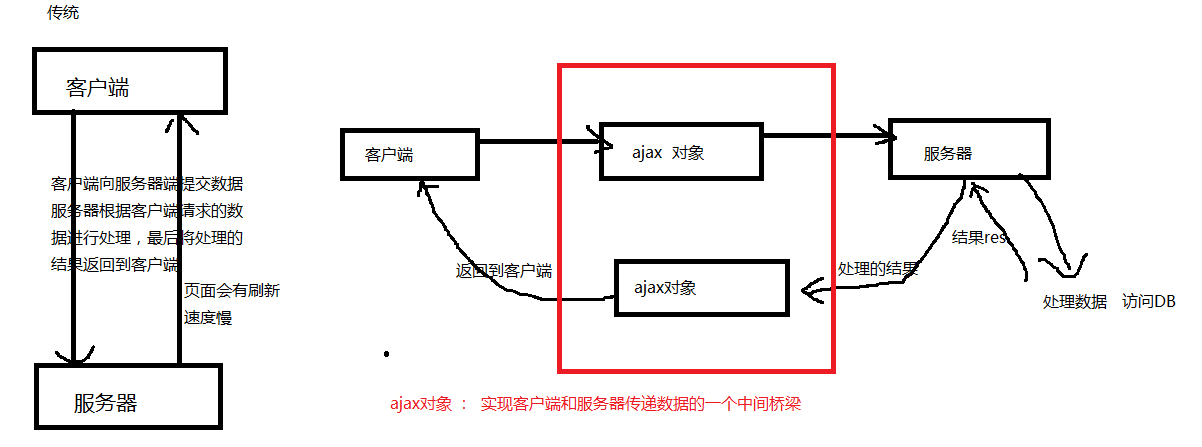 传统
客户端
客户端向服务器端提交数据
服务器根据客户端请求的数
据进行处理，最后将处理的
结果返回到客户端
页面会有刷新
速度慢
服务器
客户端
ajax 对象
服务器
结果res
返回到客户端
处理的结果
ajax对象
处理数据 访问DB
ajax对象 ： 实现客户端和服务器传递数据的一个中间桥梁